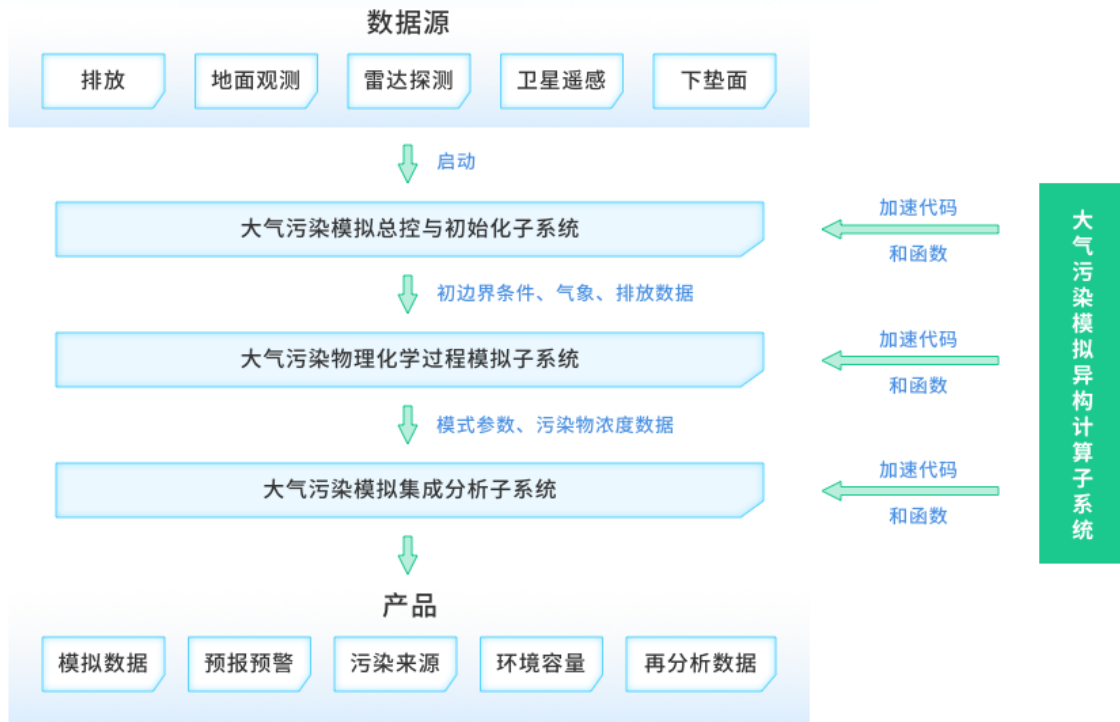 数据源
排放
地面观测
雷达探测
卫星遥感
下垫面
启动
大气污染模拟总控与初始化子系统
加速代码
和函数
初边界条件、气象、排放数据
大气污染物理化学过程模拟子系统
加速代码
和函数
模式参数、污染物浓度数据
大气污染模拟集成分析子系统
加速代码
和函数
大气污染模拟异构计算子系统
产品
模拟数据
预报预警
污染来源
环境容量
再分析数据